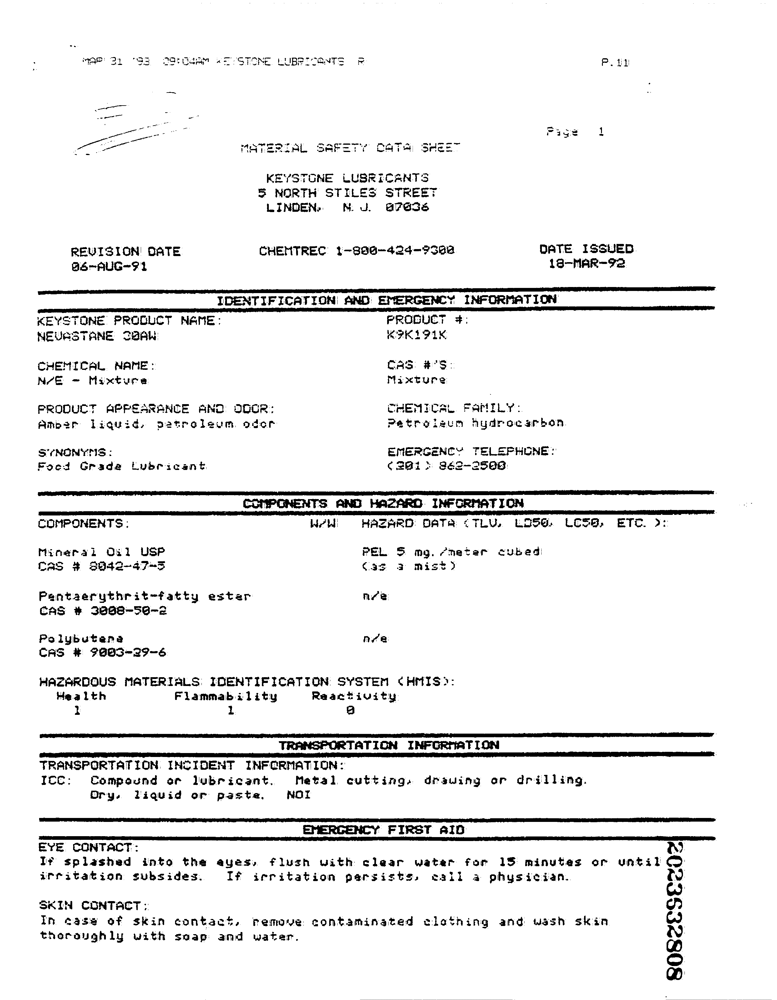 MAR 31 '93 09:04AM KEYSTONE LUBRICANTS R P.11
Page 1
MATERIAL SAFETY DATA SHEET
KEYSTONE LUBRICANTS
5 NORTH STILES STREET
LINDEN, N. J. 07036
REVISION DATE CHEMTREC 1-800-424-9300 DATE ISSUED
06-AUG-91 18-MAR-92
IDENTIFICATION AND EMERGENCY INFORMATION
KEYSTONE PRODUCT NAME: PRODUCT #:
NEVASTANE 30AW K9K191K
CHEMICAL NAME: CAS #'S:
N/E - Mixture Mixture
PRODUCT APPEARANCE AND ODOR: CHEMICAL FAMILY:
Amber liquid, petroleum odor Petroleum hydrocarbon
SYNONYMS: EMERGENCY TELEPHONE:
Food Grade Lubricant (201) 862-2500
COMPONENTS AND HAZARD INFORMATION
COMPONENTS: W/W HAZARD DATA (TLV, LD50, LC50, ETC. ):
Mineral Oil USP PEL 5 mg./meter cubed
CAS # 8042-47-5 (as a mist)
Pentaerythrit-fatty ester n/e
CAS # 3008-50-2
Polybutene n/e
CAS # 9003-29-6
HAZARDOUS MATERIALS IDENTIFICATION SYSTEM (HMIS):
Health Flammability Reactivity
1 1 0
TRANSPORTATION INFORMATION
TRANSPORTATION INCIDENT INFORMATION:
ICC: Compound or lubricant. Metal cutting, drawing or drilling.
Dry, liquid or paste. NOI
EMERGENCY FIRST AID
EYE CONTACT:
If splashed into the eyes, flush with clear water for 15 minutes or until
irritation subsides. If irritation persists, call a physician.
SKIN CONTACT:
In case of skin contact, remove contaminated clothing and wash skin
thoroughly with soap and water.
2023532808